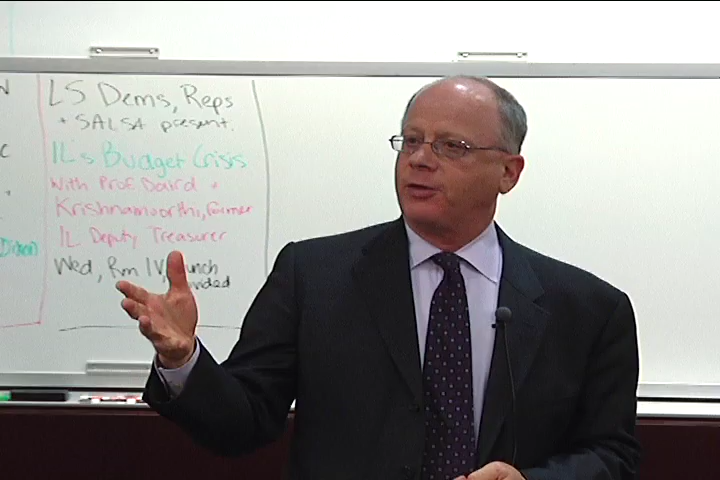 N
C
LS Dems, Reps
+ SALSA present.
IL's Budget Crisis
With Prof. Baird +
Krishnamoorthi, Former
IL Deputy Treasurer
Wed, Rm IV, Lunch